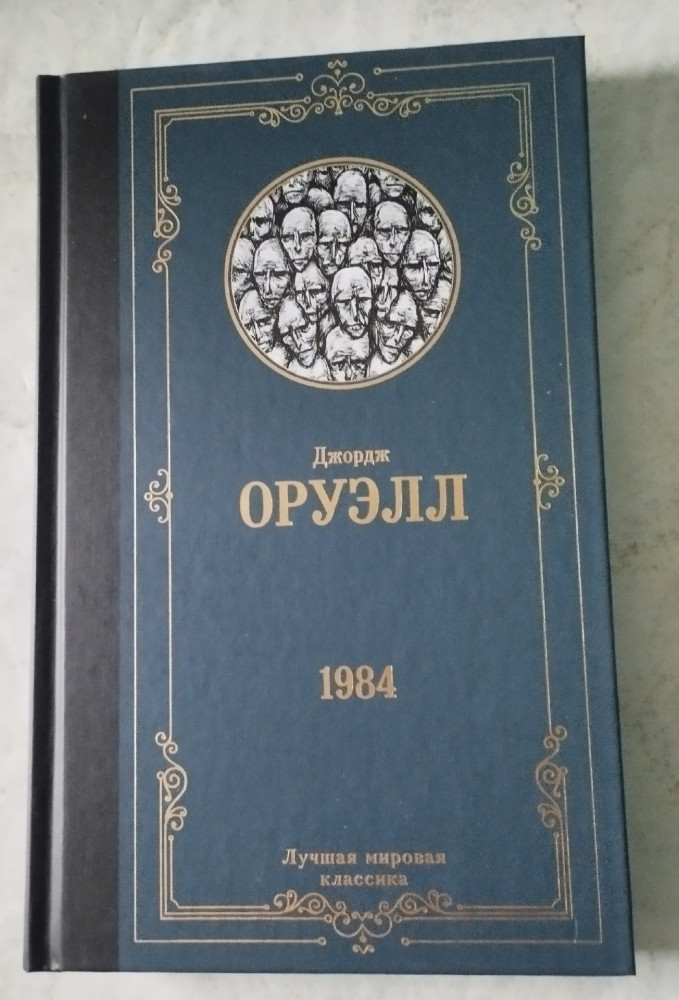 Джордж
ОРУЭЛЛ
1984
Лучшая мировая
классика